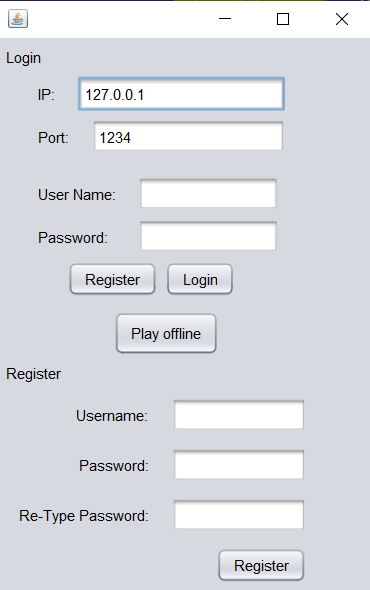 Login
IP: 127.0.0.1
Port: 1234
User Name:
Password:
Register Login
Play offline
Register
Username:
Password:
Re-Type Password:
Register